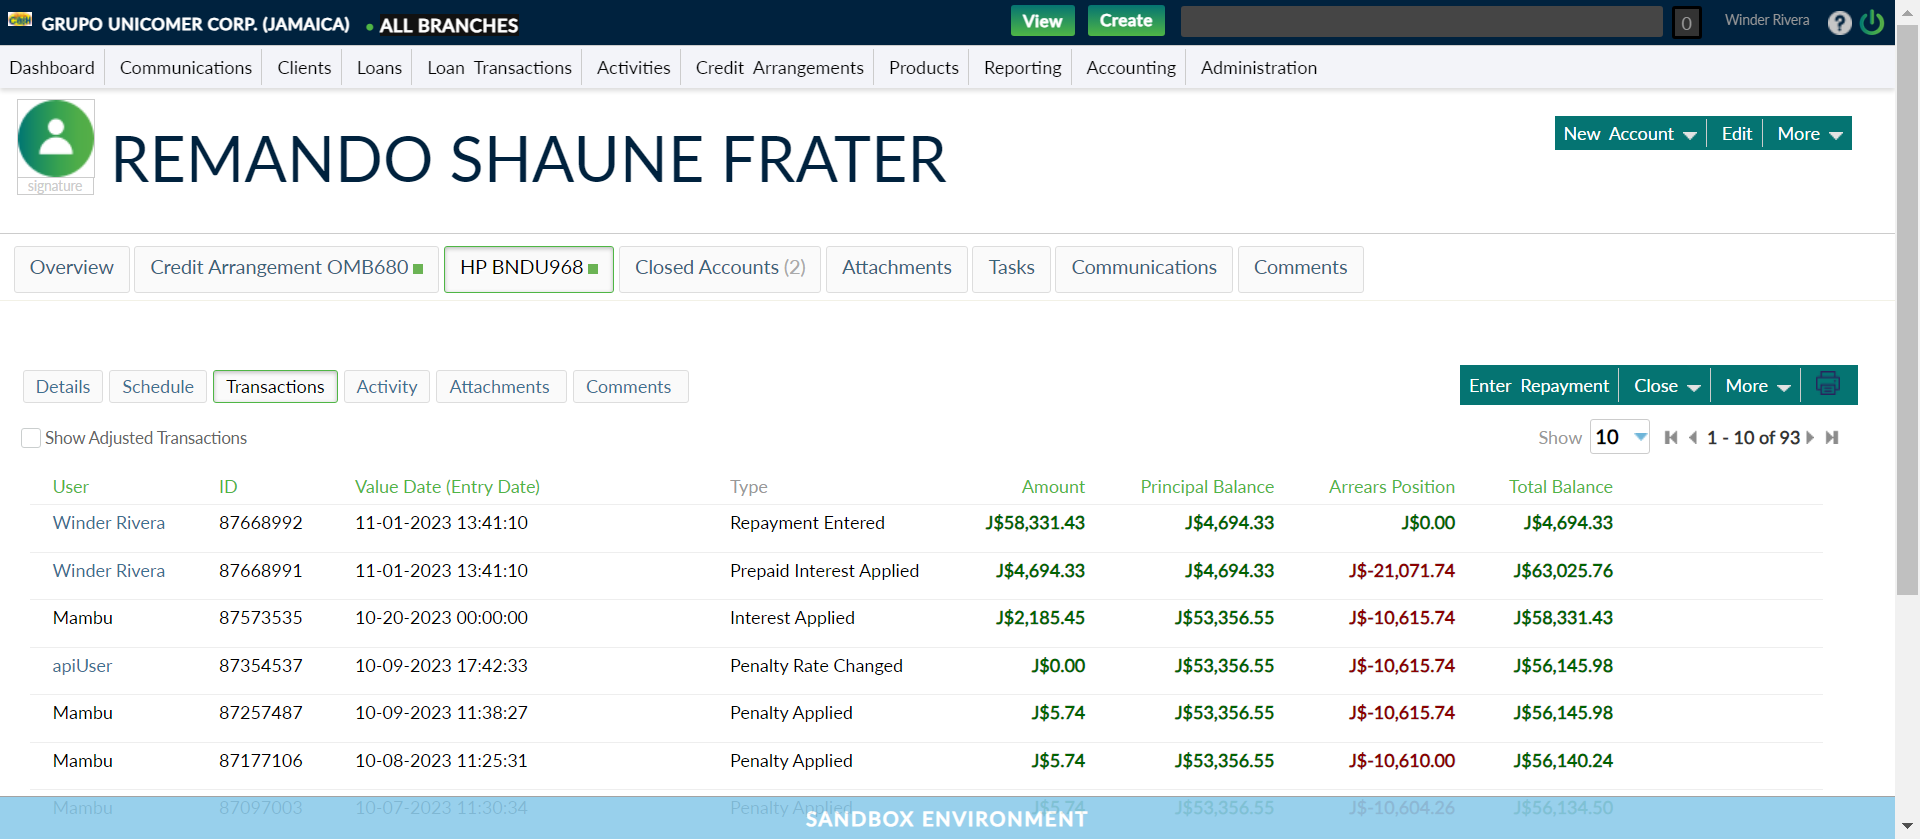 CASH GRUPO UNICOMER CORP. (JAMAICA) ● ALL BRANCHES View Create 0 Winder Rivera ?
Dashboard Communications Clients Loans Loan Transactions Activities Credit Arrangements Products Reporting Accounting Administration
REMANDO SHAUNE FRATER
signature
New Account Edit More
Overview Credit Arrangement OMB680 HP BNDU968 Closed Accounts (2) Attachments Tasks Communications Comments
Details Schedule Transactions Activity Attachments Comments Enter Repayment Close More
Show Adjusted Transactions Show 10 1 - 10 of 93
User ID Value Date (Entry Date) Type Amount Principal Balance Arrears Position Total Balance
Winder Rivera 87668992 11-01-2023 13:41:10 Repayment Entered J$58,331.43 J$4,694.33 J$0.00 J$4,694.33
Winder Rivera 87668991 11-01-2023 13:41:10 Prepaid Interest Applied J$4,694.33 J$4,694.33 J$-21,071.74 J$63,025.76
Mambu 87573535 10-20-2023 00:00:00 Interest Applied J$2,185.45 J$53,356.55 J$-10,615.74 J$58,331.43
apiUser 87354537 10-09-2023 17:42:33 Penalty Rate Changed J$0.00 J$53,356.55 J$-10,615.74 J$56,145.98
Mambu 87257487 10-09-2023 11:38:27 Penalty Applied J$5.74 J$53,356.55 J$-10,615.74 J$56,145.98
Mambu 87177106 10-08-2023 11:25:31 Penalty Applied J$5.74 J$53,356.55 J$-10,610.00 J$56,140.24
Mambu 87097003 10-07-2023 11:30:34 Penalty Applied J$5.74 J$53,356.55 J$-10,604.26 J$56,134.50
SANDBOX ENVIRONMENT